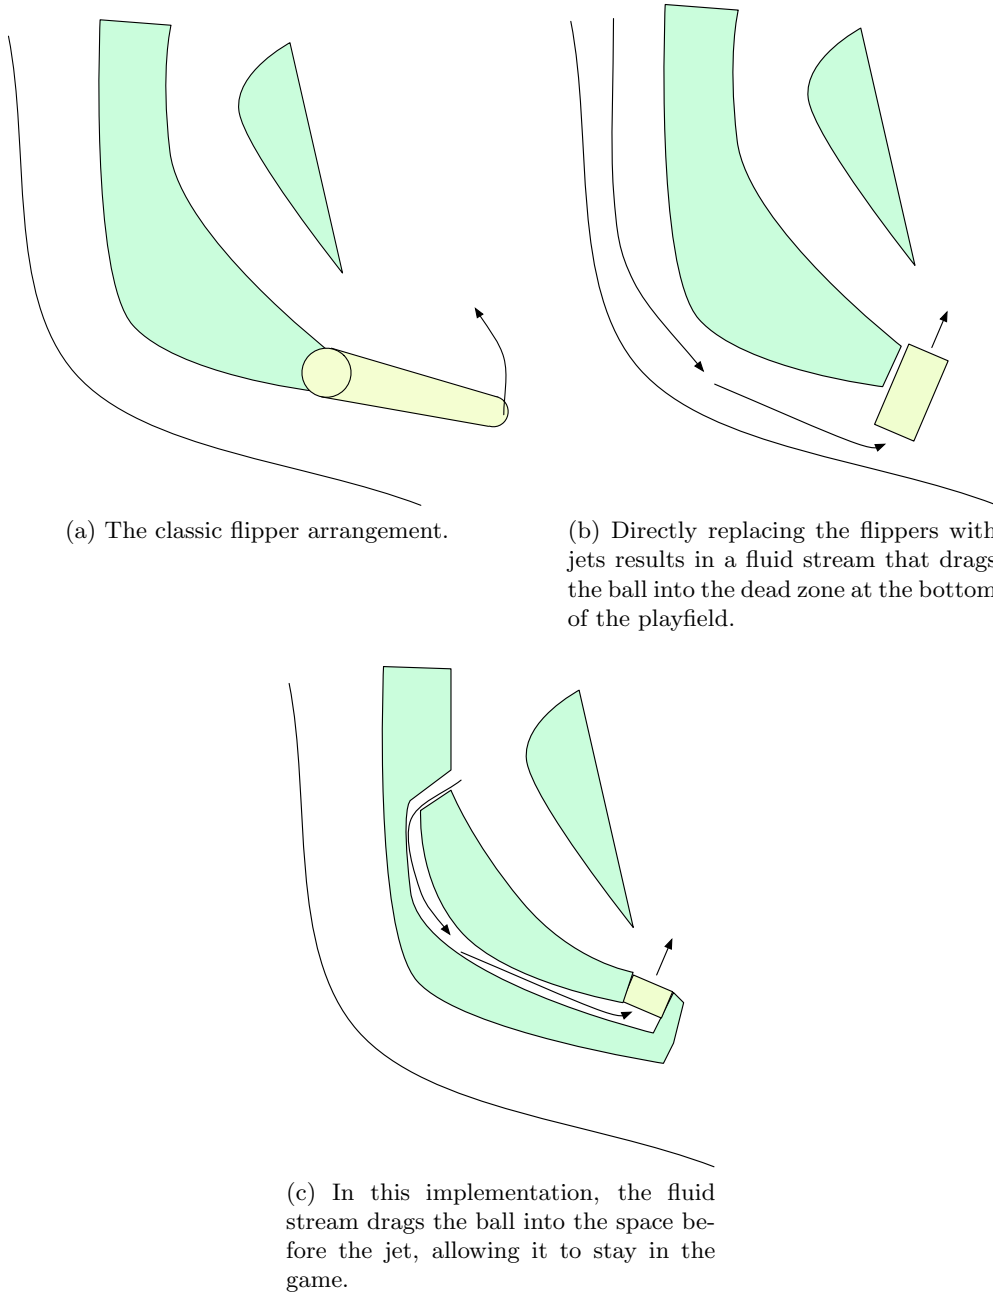 (a) The classic flipper arrangement.
(b) Directly replacing the flippers with
jets results in a fluid stream that drags
the ball into the dead zone at the bottom
of the playfield.
(c) In this implementation, the fluid
stream drags the ball into the space be-
fore the jet, allowing it to stay in the
game.